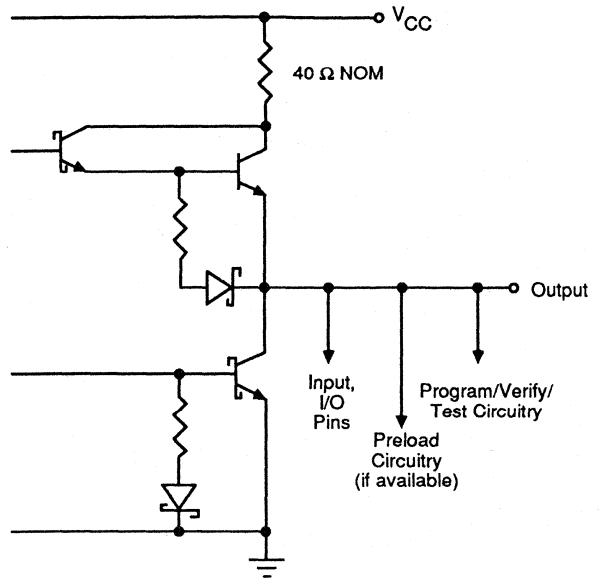 VCC
40 Ω NOM
Output
Input,
I/O
Pins
Program/Verify/
Test Circuitry
Preload
Circuitry
(if available)